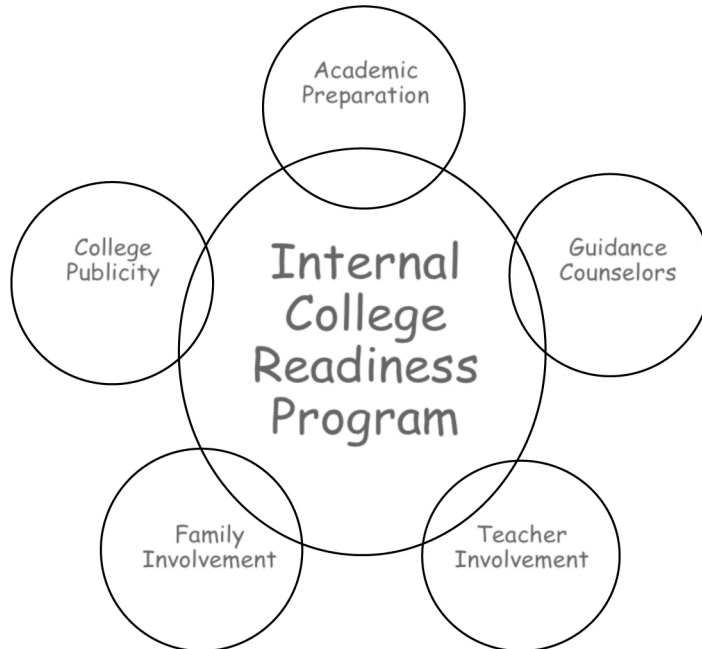 Academic
Preparation
College
Publicity
Internal
College
Readiness
Program
Guidance
Counselors
Family
Involvement
Teacher
Involvement